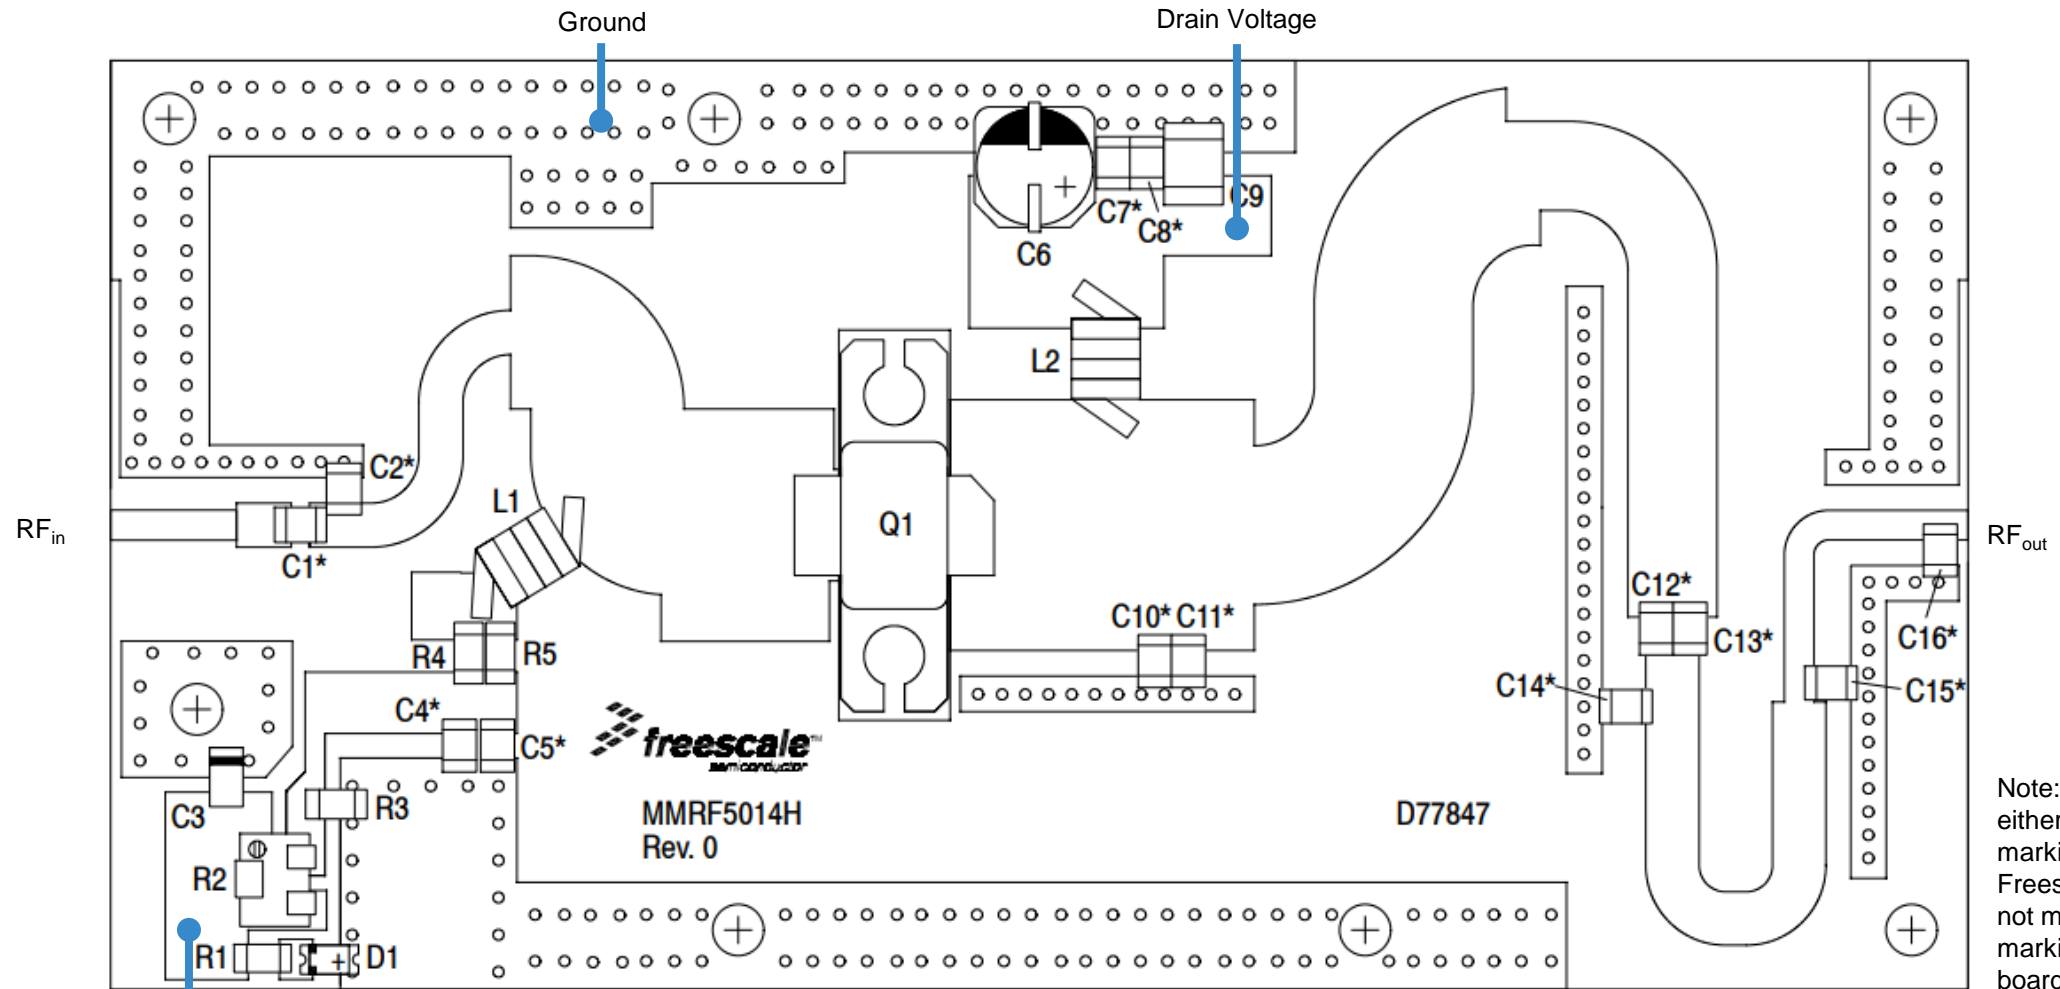 Ground
Drain Voltage
C9
C7*
C8*
C6
L2
C2*
L1
Q1
RFin
RFout
C1*
C12*
C10* C11*
C13*
C16*
R4
R5
C14*
C15*
C4*
C5*
freescale™
semiconductor
C3
R3
MMRF5014H
Rev. 0
D77847
R2
R1
D1
Note:
either
marki
Frees
not m
marki
board